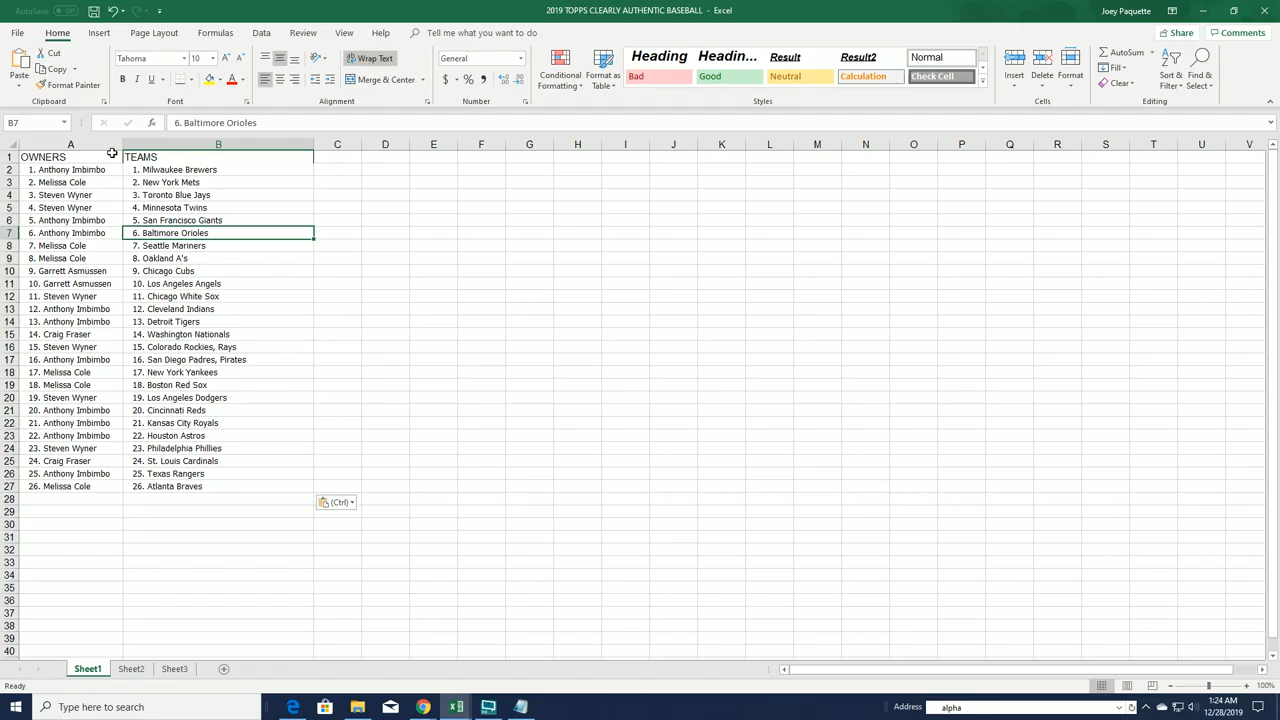 AutoSave Off 2019 TOPPS CLEARLY AUTHENTIC BASEBALL - Excel Joey Paquette
File Home Insert Page Layout Formulas Data Review View Help Tell me what you want to do Share Comments
Cut
Copy
Format Painter
Paste
Clipboard
Tahoma 10
B I U
Font
Wrap Text
Merge & Center
Alignment
General
$ % ,
Number
Conditional Formatting
Format as Table
Heading Headin... Result Result2 Normal
Bad Good Neutral Calculation Check Cell
Styles
Insert Delete Format
Cells
AutoSum
Fill
Clear
Sort & Filter
Find & Select
Editing
B7 fx 6. Baltimore Orioles
A B C D E F G H I J K L M N O P Q R S T U V
1 OWNERS TEAMS
2 1. Anthony Imbimbo 1. Milwaukee Brewers
3 2. Melissa Cole 2. New York Mets
4 3. Steven Wyner 3. Toronto Blue Jays
5 4. Steven Wyner 4. Minnesota Twins
6 5. Anthony Imbimbo 5. San Francisco Giants
7 6. Anthony Imbimbo 6. Baltimore Orioles
8 7. Melissa Cole 7. Seattle Mariners
9 8. Melissa Cole 8. Oakland A's
10 9. Garrett Asmussen 9. Chicago Cubs
11 10. Garrett Asmussen 10. Los Angeles Angels
12 11. Steven Wyner 11. Chicago White Sox
13 12. Anthony Imbimbo 12. Cleveland Indians
14 13. Anthony Imbimbo 13. Detroit Tigers
15 14. Craig Fraser 14. Washington Nationals
16 15. Steven Wyner 15. Colorado Rockies, Rays
17 16. Anthony Imbimbo 16. San Diego Padres, Pirates
18 17. Melissa Cole 17. New York Yankees
19 18. Melissa Cole 18. Boston Red Sox
20 19. Steven Wyner 19. Los Angeles Dodgers
21 20. Anthony Imbimbo 20. Cincinnati Reds
22 21. Anthony Imbimbo 21. Kansas City Royals
23 22. Anthony Imbimbo 22. Houston Astros
24 23. Steven Wyner 23. Philadelphia Phillies
25 24. Craig Fraser 24. St. Louis Cardinals
26 25. Anthony Imbimbo 25. Texas Rangers
27 26. Melissa Cole 26. Atlanta Braves
28 (Ctrl)
29
30
31
32
33
34
35
36
37
38
39
40
Sheet1 Sheet2 Sheet3
Ready 100%
Type here to search Address alpha 1:24 AM
12/28/2019